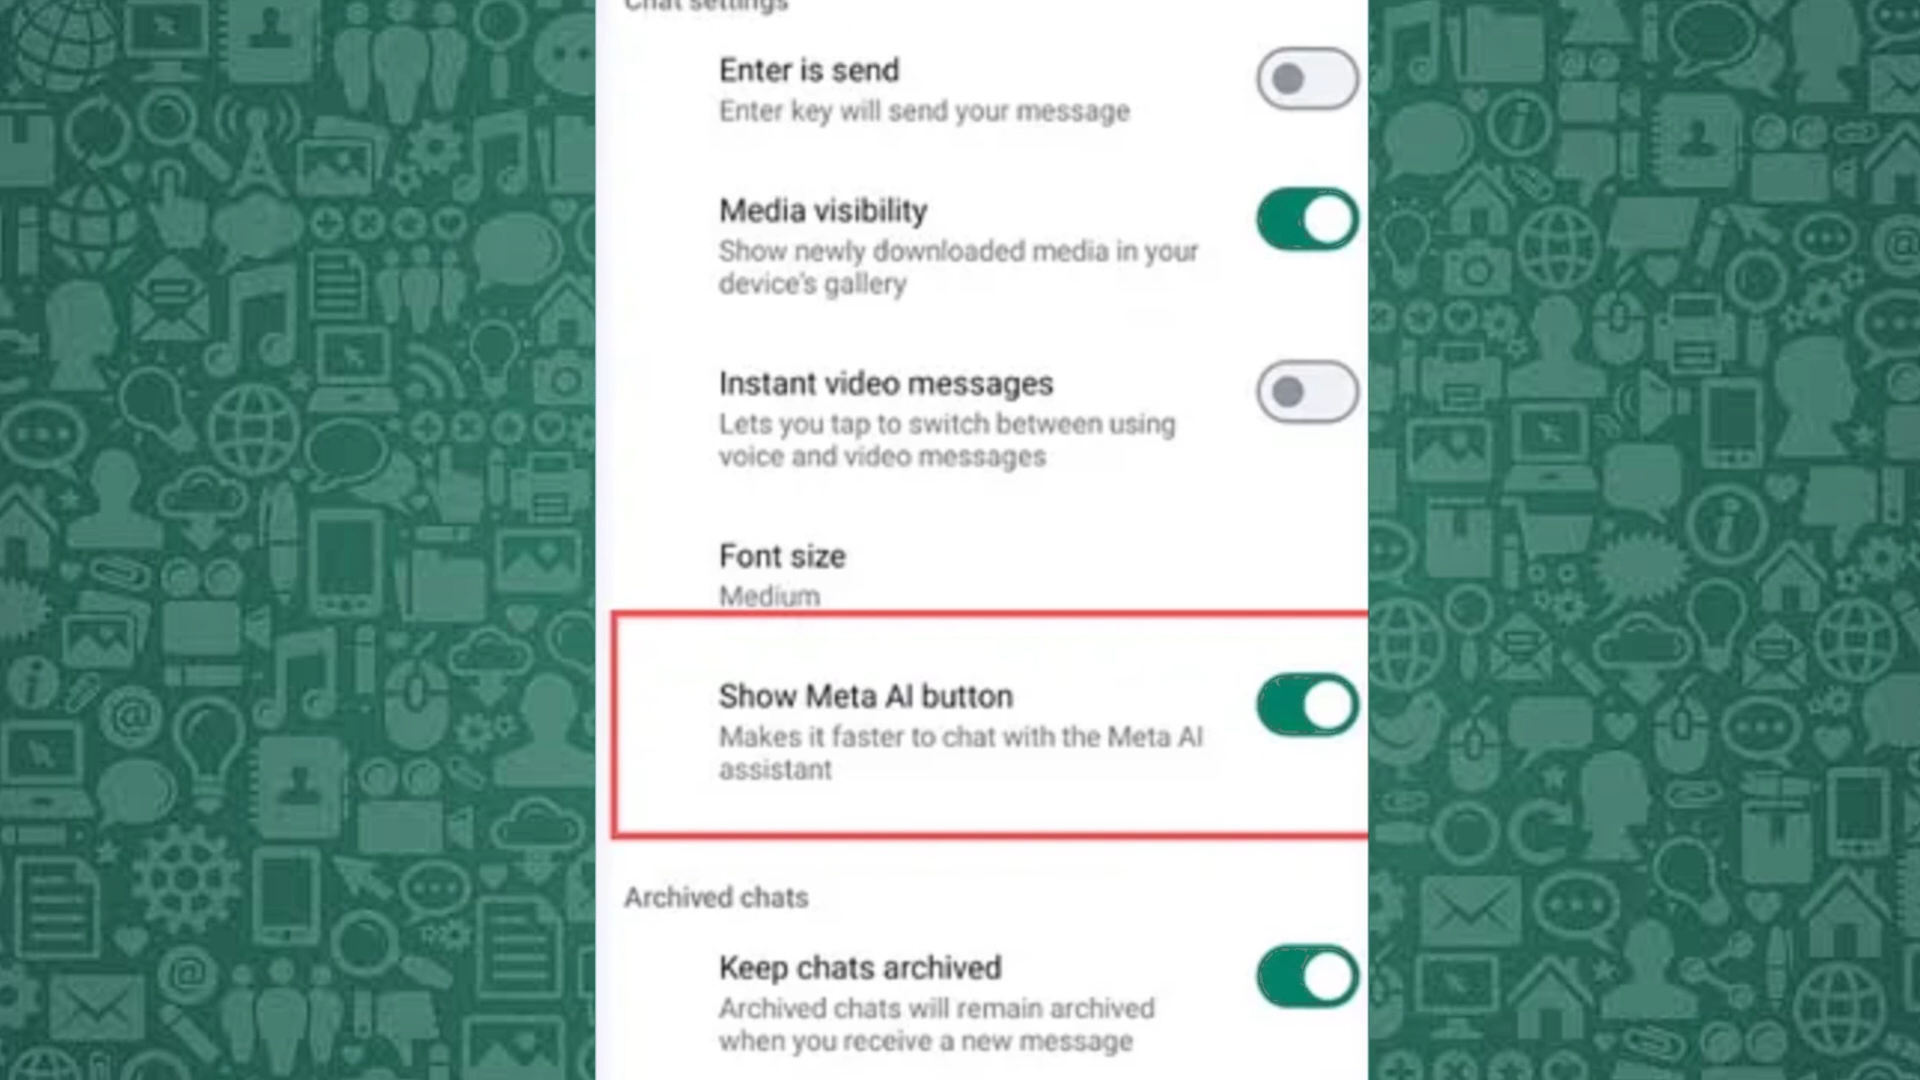 Chat settings
Enter is send
Enter key will send your message
Media visibility
Show newly downloaded media in your
device's gallery
Instant video messages
Lets you tap to switch between using
voice and video messages
Font size
Medium
Show Meta AI button
Makes it faster to chat with the Meta AI
assistant
Archived chats
Keep chats archived
Archived chats will remain archived
when you receive a new message